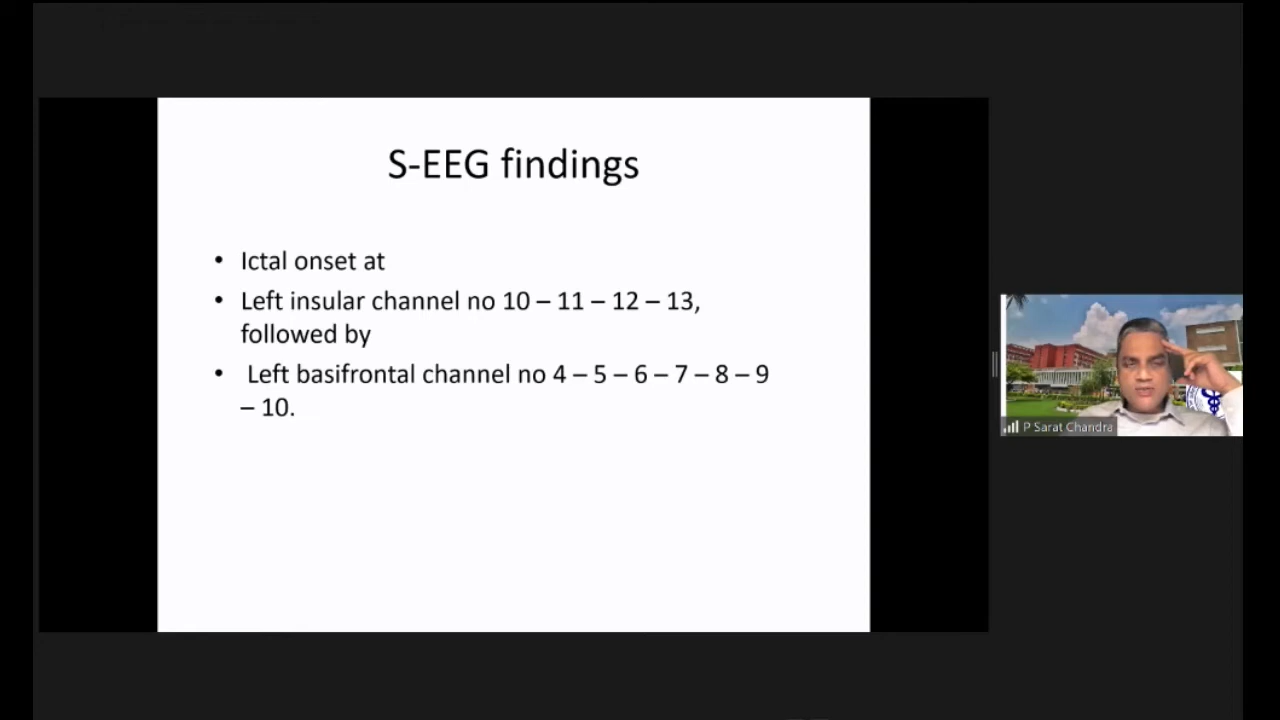 S-EEG findings
• Ictal onset at
• Left insular channel no 10 – 11 – 12 – 13,
followed by
• Left basifrontal channel no 4 – 5 – 6 – 7 – 8 – 9
– 10.
P Sarat Chandra